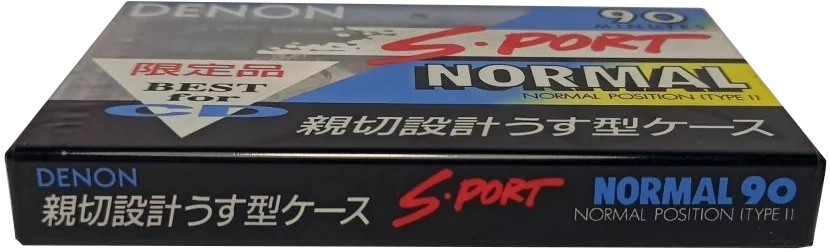 DENON
90
MINUTES
S・PORT
限定品
BEST
for
CD
NORMAL
NORMAL POSITION (TYPE I)
親切設計うす型ケース
DENON
親切設計うす型ケース
S・PORT
NORMAL 90
NORMAL POSITION (TYPE I)